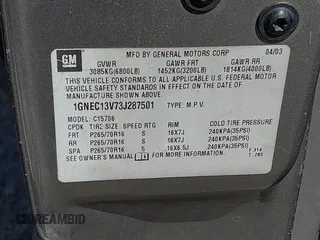 GM
MFD BY GENERAL MOTORS CORP 04/03
GVWR GAWR FRT GAWR RR
3085KG(6800LB) 1452KG(3200LB) 1814KG(4000LB)
THIS VEHICLE CONFORMS TO ALL APPLICABLE U.S. FEDERAL MOTOR
VEHICLE SAFETY AND THEFT PREVENTION STANDARDS IN EFFECT ON
THE DATE OF MANUFACTURE SHOWN ABOVE.
1GNEC13V73J287501 TYPE: M.P.V.
MODEL: C15706
CPDK TIRE SIZE SPEED RTG RIM COLD TIRE PRESSURE
FRT P265/70R16 S 16X7J 240KPA(35PSI)
RR P265/70R16 S 16X7J 240KPA(35PSI)
SPA P265/70R16 S 16X6.5J 240KPA(35PSI)
SEE OWNER'S MANUAL FOR MORE INFORMATION.
DREAMBID